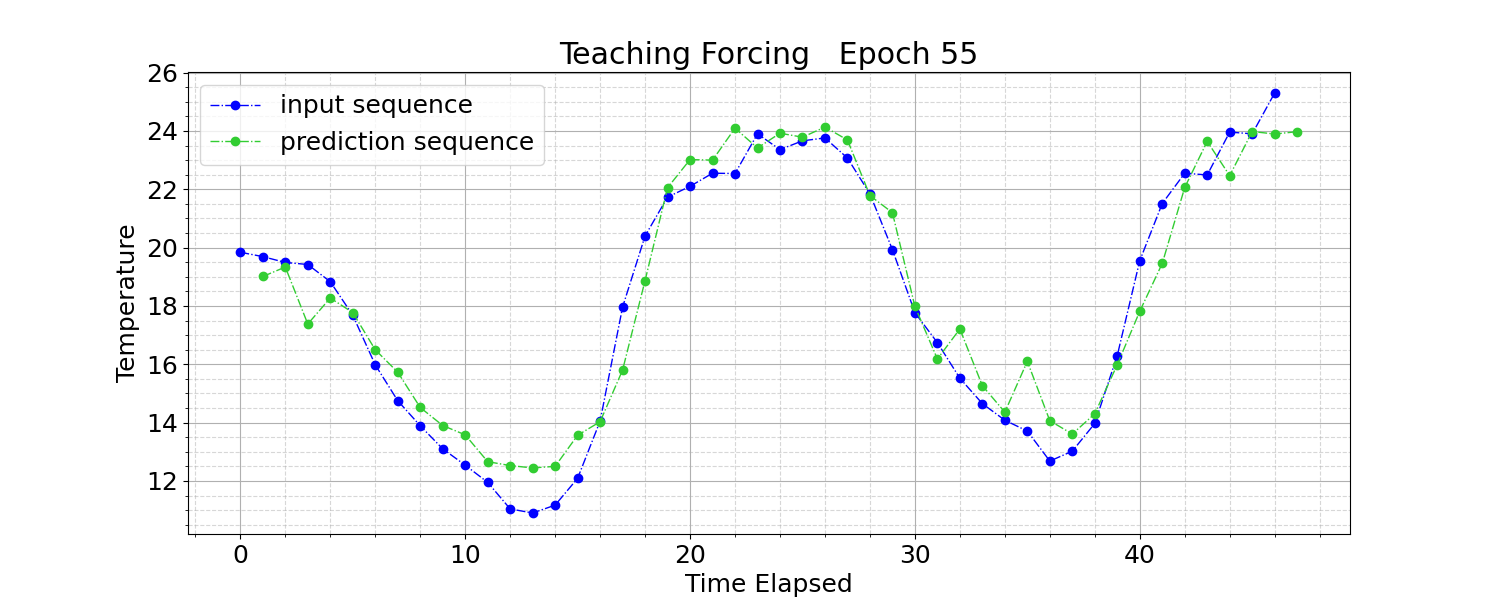 Teaching Forcing   Epoch 55
26
24
22
20
18
16
14
12
Temperature
input sequence
prediction sequence
0 10 20 30 40
Time Elapsed